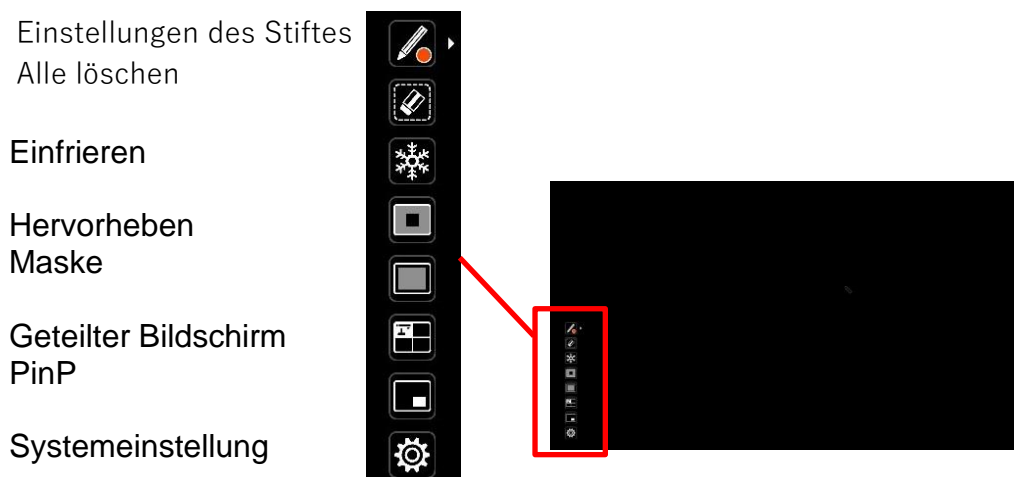 Einstellungen des Stiftes
Alle löschen
Einfrieren
Hervorheben
Maske
Geteilter Bildschirm
PinP
Systemeinstellung